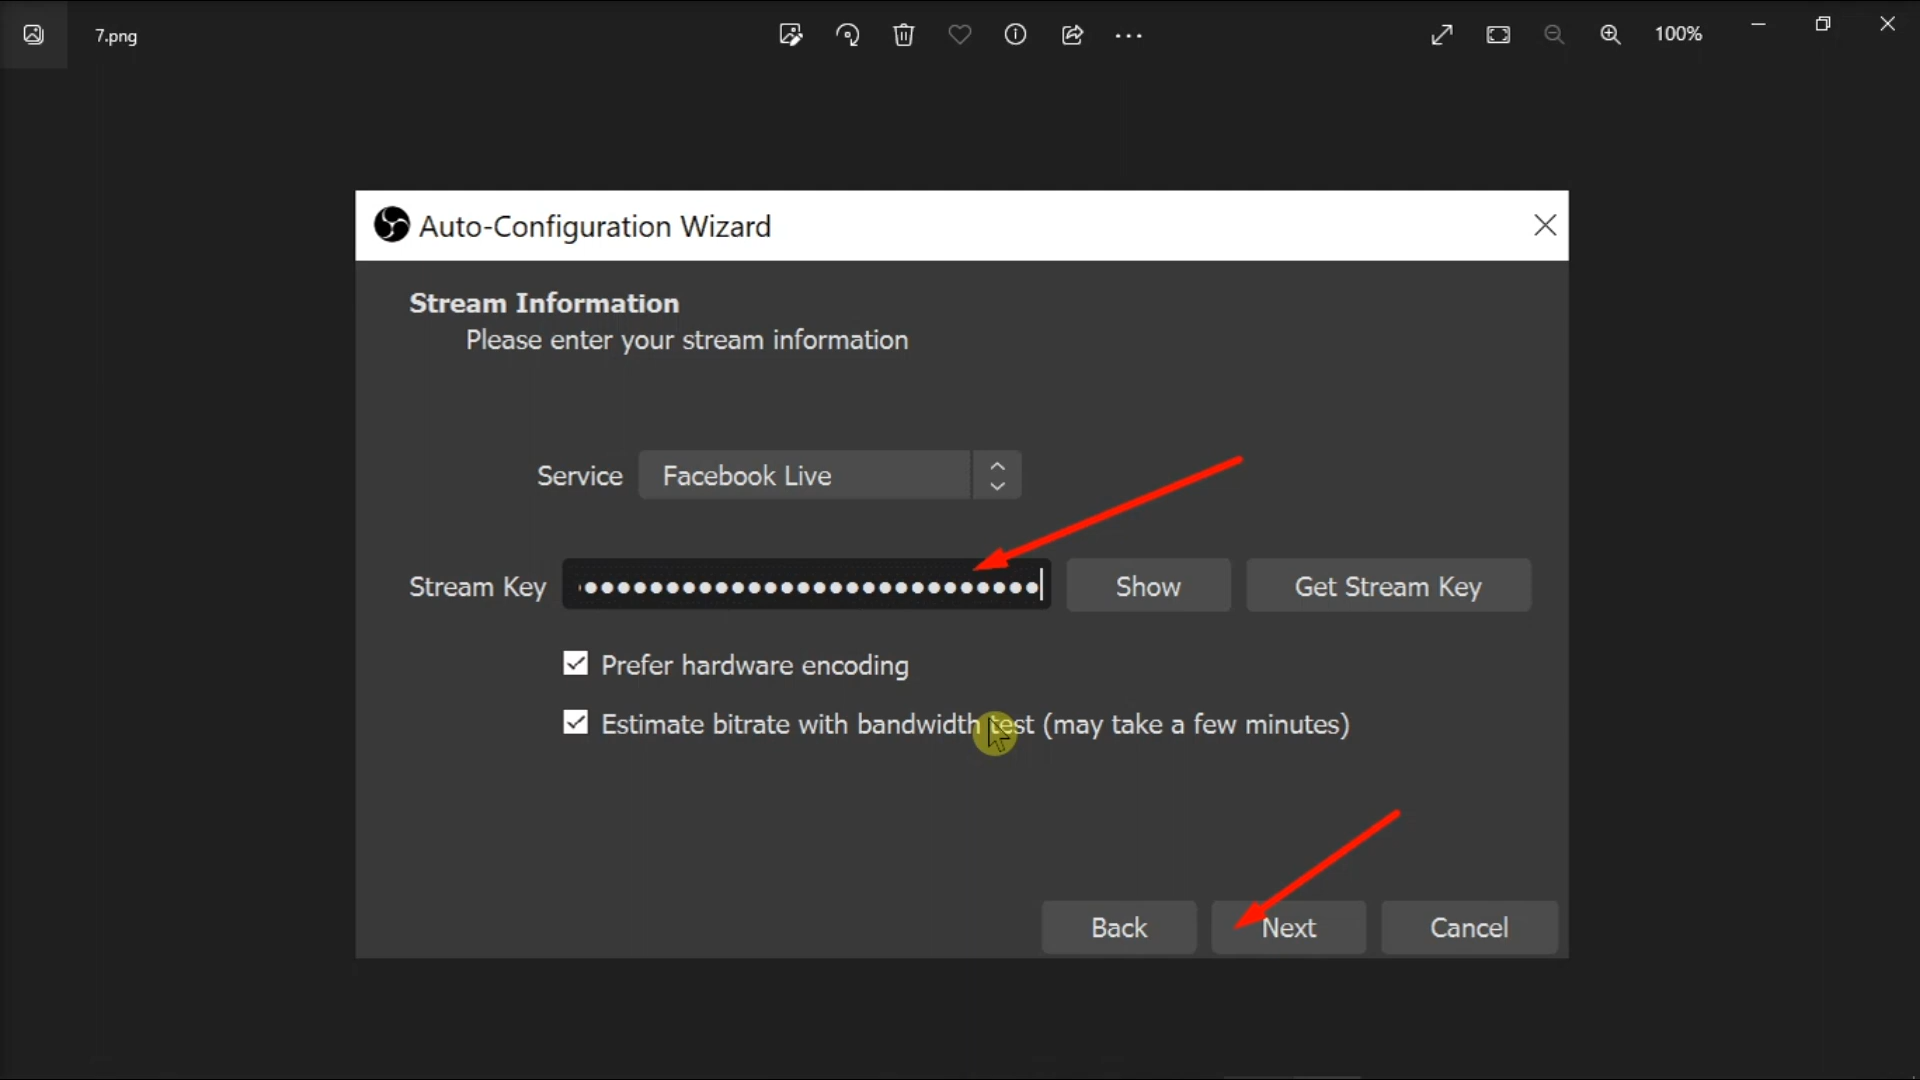 7.png
100%
Auto-Configuration Wizard
Stream Information
Please enter your stream information
Service Facebook Live
Stream Key Show Get Stream Key
Prefer hardware encoding
Estimate bitrate with bandwidth test (may take a few minutes)
Back Next Cancel